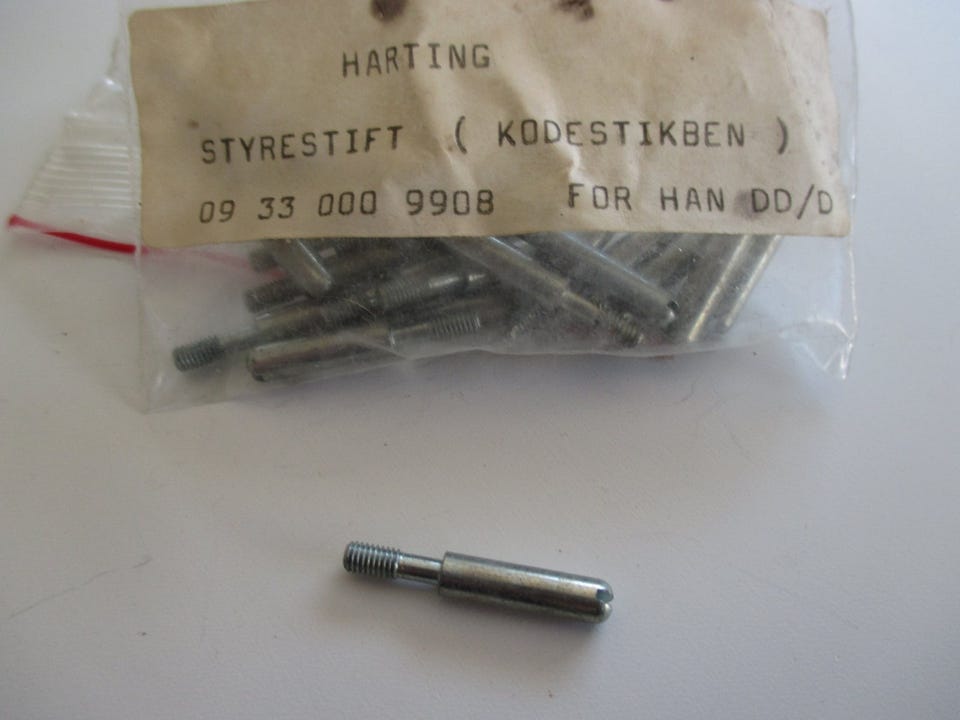 HARTING
STYRESTIFT ( KODESTIKBEN )
09 33 000 9908 FOR HAN DD/D